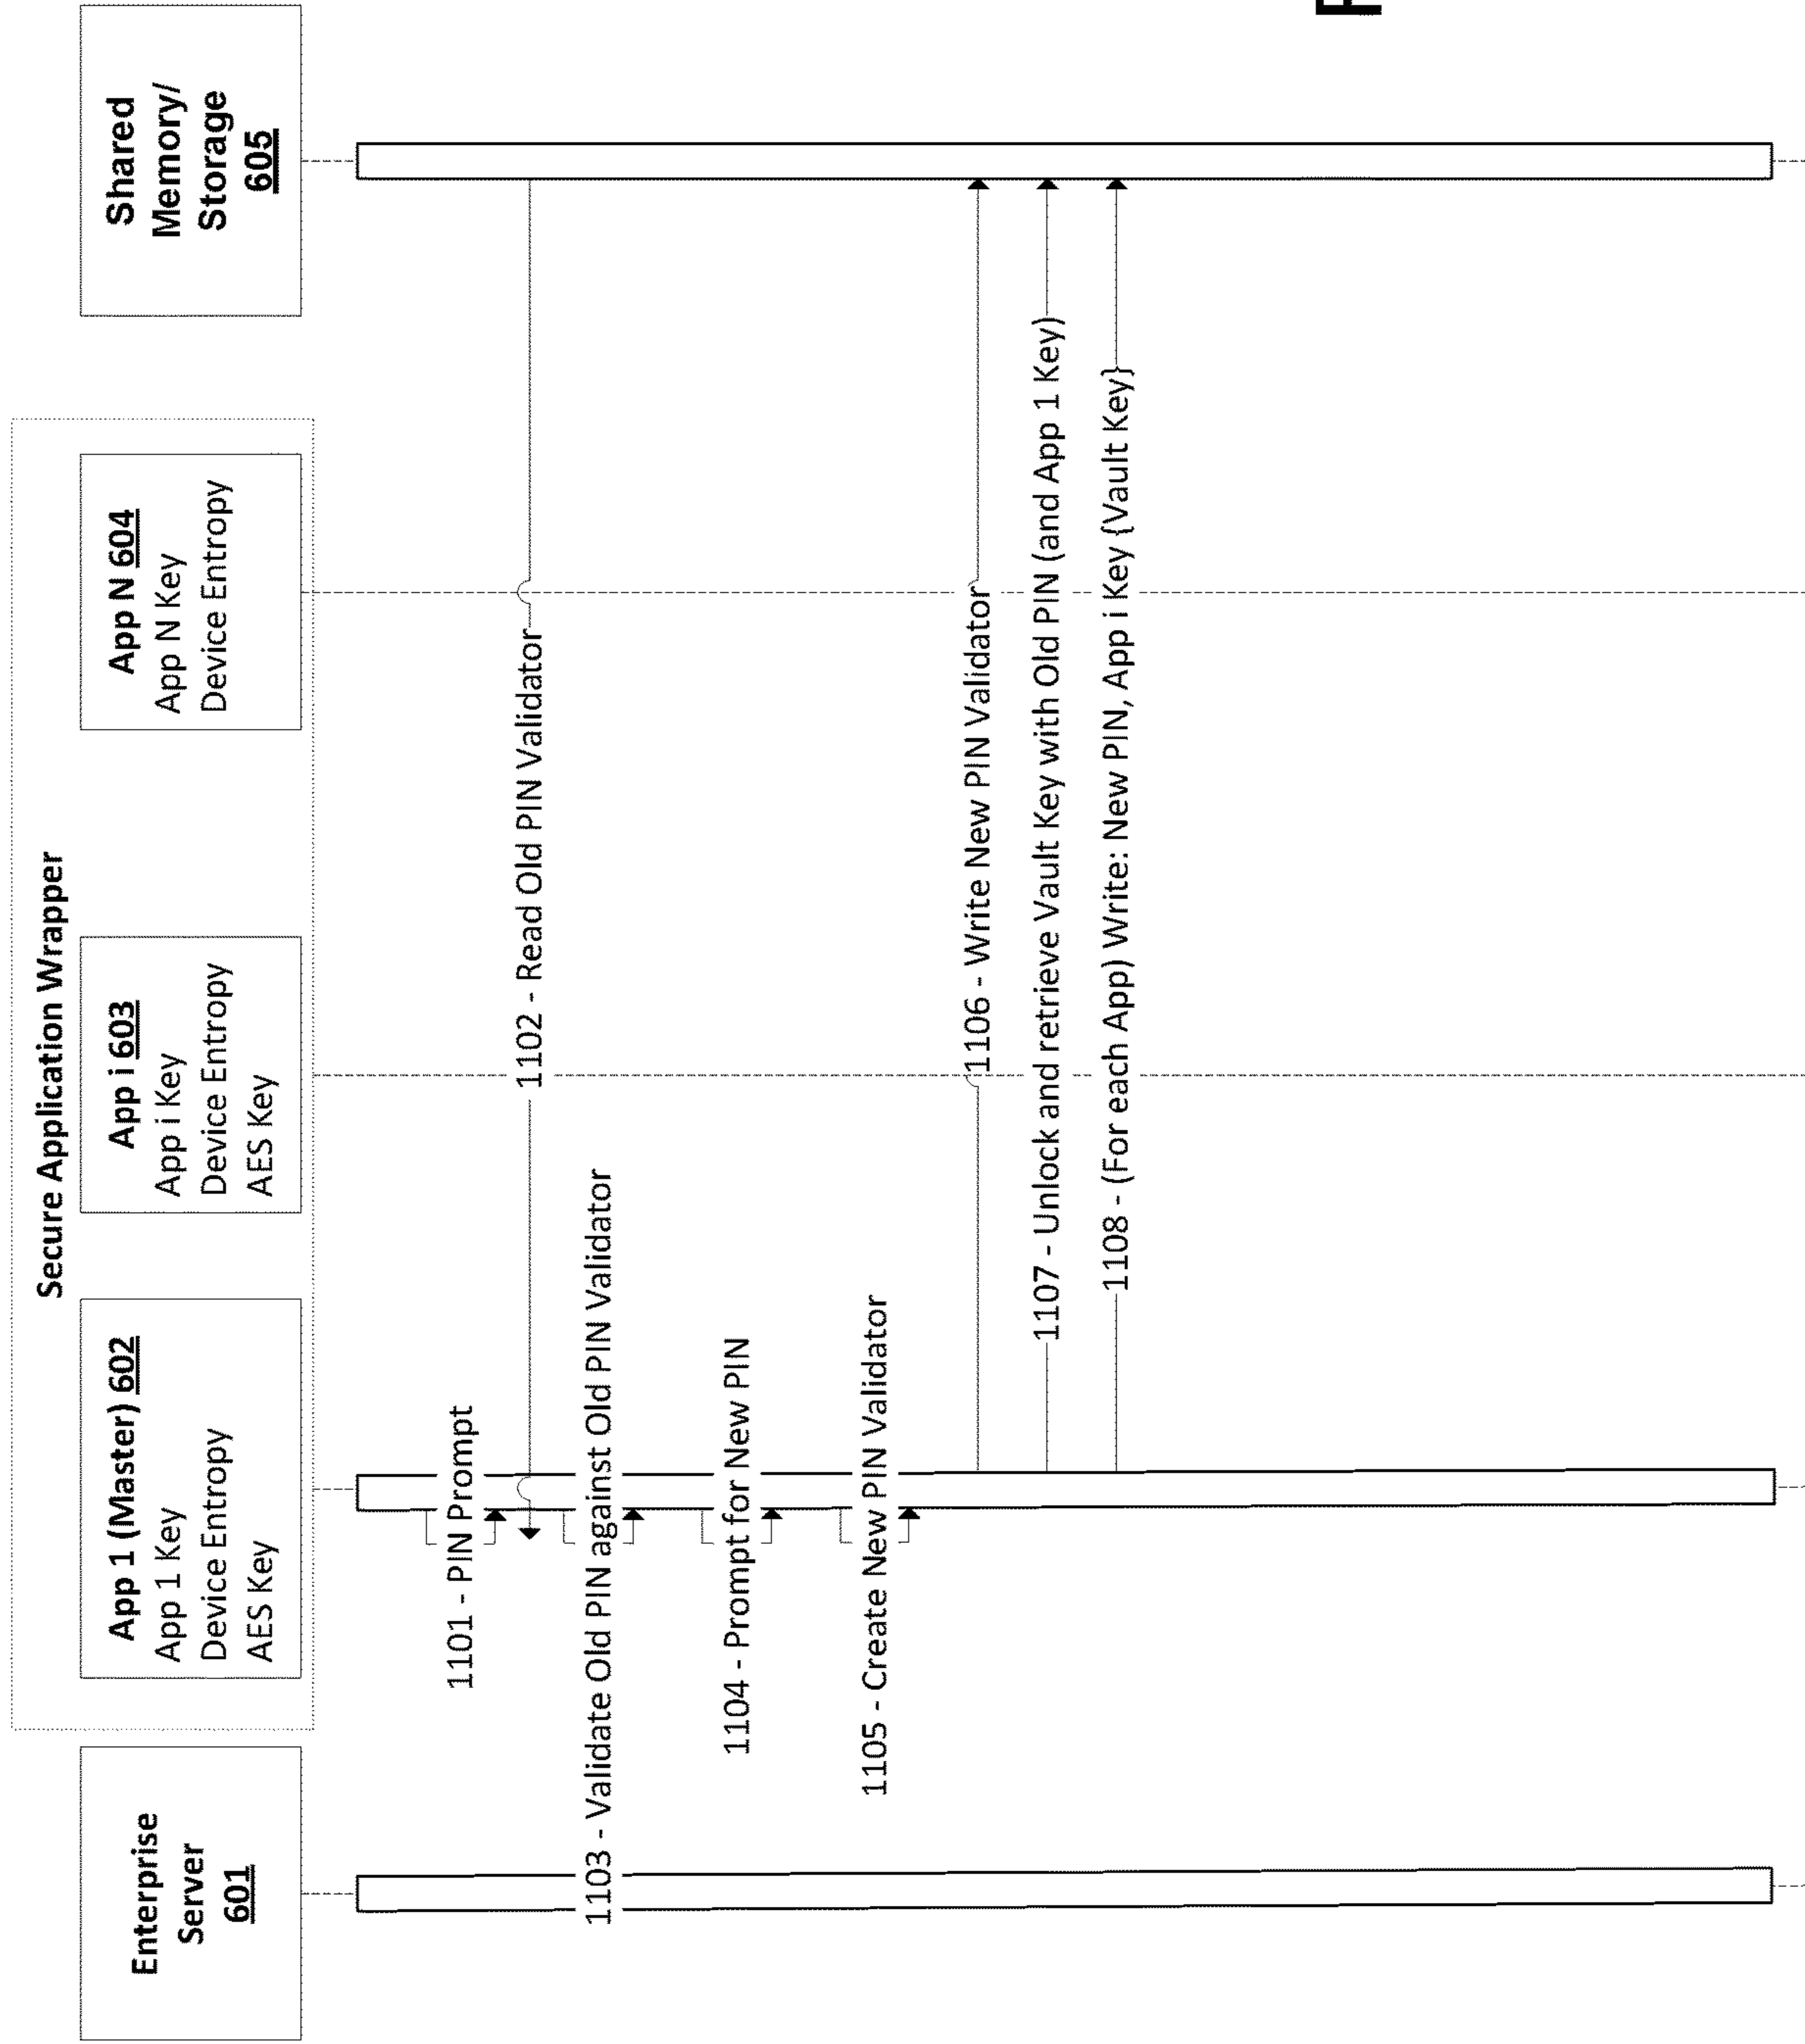 Secure Application Wrapper
Enterprise
Server
601
App 1 (Master) 602
App 1 Key
Device Entropy
AES Key
App i 603
App i Key
Device Entropy
AES Key
App N 604
App N Key
Device Entropy
Shared
Memory/
Storage
605
1101 - PIN Prompt
1102 - Read Old PIN Validator
1103 - Validate Old PIN against Old PIN Validator
1104 - Prompt for New PIN
1105 - Create New PIN Validator
1106 - Write New PIN Validator
1107 - Unlock and retrieve Vault Key with Old PIN (and App 1 Key)
1108 - (For each App) Write: New PIN, App i Key {Vault Key}